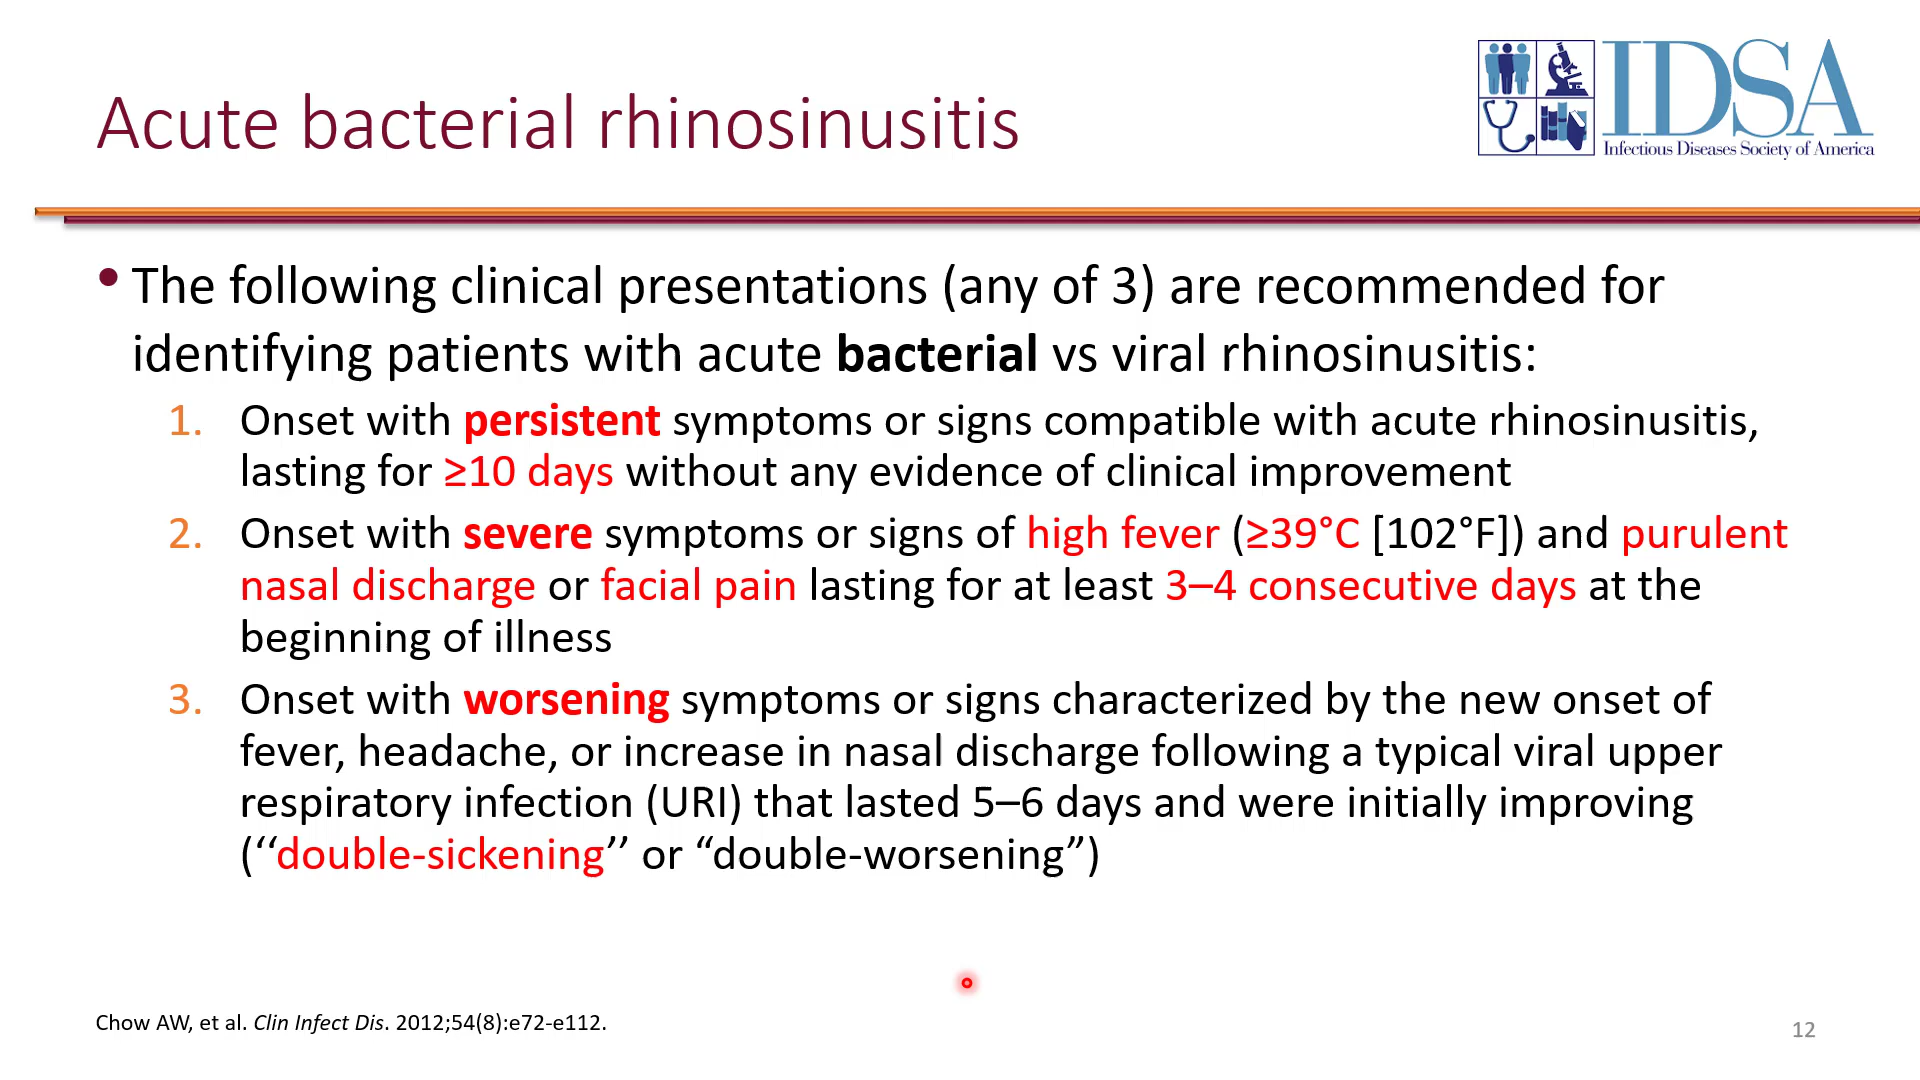 Acute bacterial rhinosinusitis
IDSA
Infectious Diseases Society of America
• The following clinical presentations (any of 3) are recommended for
identifying patients with acute bacterial vs viral rhinosinusitis:
1. Onset with persistent symptoms or signs compatible with acute rhinosinusitis,
lasting for ≥10 days without any evidence of clinical improvement
2. Onset with severe symptoms or signs of high fever (≥39°C [102°F]) and purulent
nasal discharge or facial pain lasting for at least 3–4 consecutive days at the
beginning of illness
3. Onset with worsening symptoms or signs characterized by the new onset of
fever, headache, or increase in nasal discharge following a typical viral upper
respiratory infection (URI) that lasted 5–6 days and were initially improving
(‘‘double-sickening’’ or “double-worsening”)
Chow AW, et al. Clin Infect Dis. 2012;54(8):e72-e112.
12